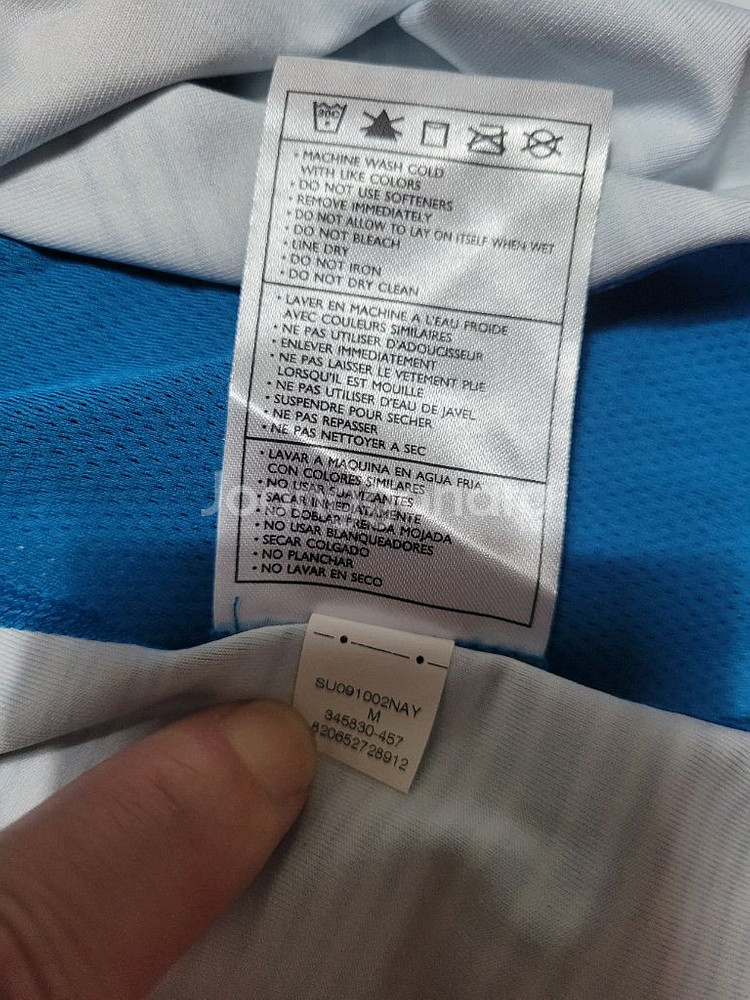 30C
• MACHINE WASH COLD
WITH LIKE COLORS
• DO NOT USE SOFTENERS
• REMOVE IMMEDIATELY
• DO NOT ALLOW TO LAY ON ITSELF WHEN WET
• DO NOT BLEACH
• LINE DRY
• DO NOT IRON
• DO NOT DRY CLEAN
• LAVER EN MACHINE A L'EAU FROIDE
AVEC COULEURS SIMILAIRES
• NE PAS UTILISER D'ADOUCISSEUR
• ENLEVER IMMEDIATEMENT
• NE PAS LAISSER LE VETEMENT PLIE
LORSQU'IL EST MOUILLE
• NE PAS UTILISER D'EAU DE JAVEL
• SUSPENDRE POUR SECHER
• NE PAS REPASSER
• NE PAS NETTOYER A SEC
• LAVAR A MAQUINA EN AGUA FRIA
CON COLORES SIMILARES
• NO USAR SUAVIZANTES
• SACAR INMEDIATAMENTE
• NO DOBLAR PRENDA MOJADA
• NO USAR BLANQUEADORES
• SECAR COLGADO
• NO PLANCHAR
• NO LAVAR EN SECO
SU091002NAY
M
345830-457
820652728912